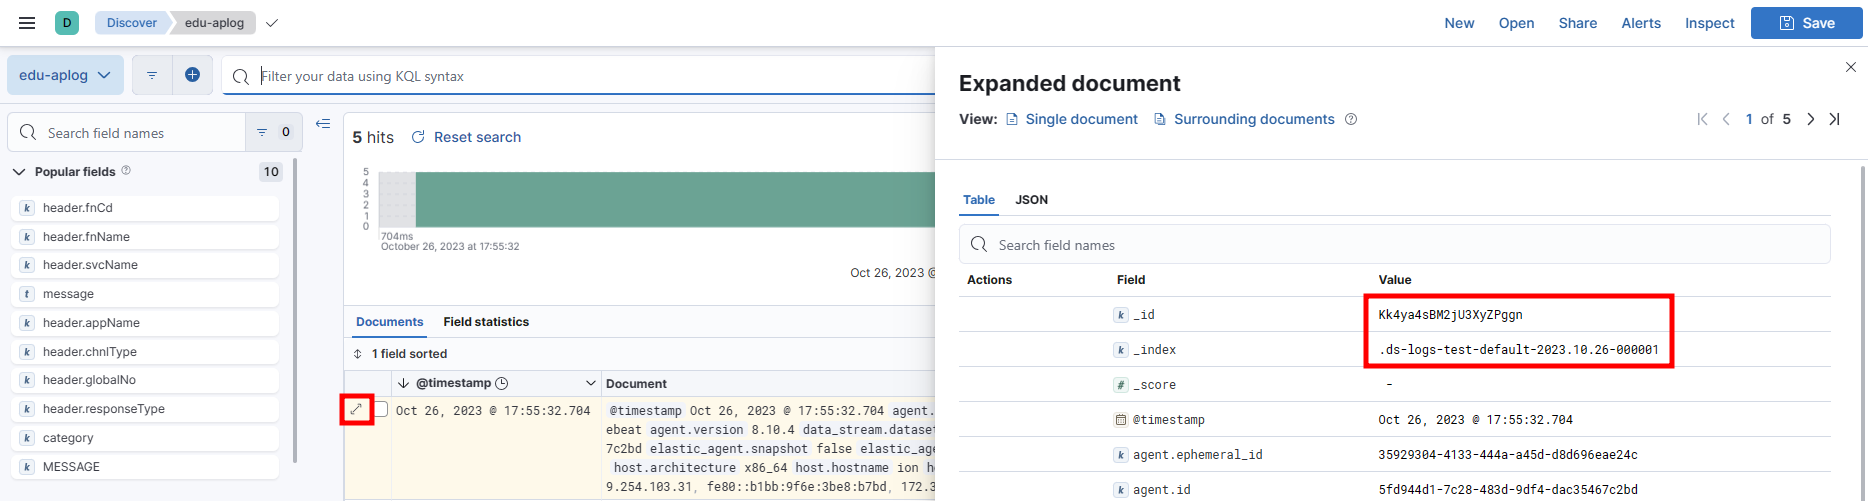 D Discover edu-aplog New Open Share Alerts Inspect Save
edu-aplog Filter your data using KQL syntax
Search field names 0
Popular fields 10
k header.fnCd
k header.fnName
k header.svcName
t message
k header.appName
k header.chnlType
k header.globalNo
k header.responseType
k category
k MESSAGE
5 hits Reset search
5
4
3
2
1
0
704ms
October 26, 2023 at 17:55:32
Oct 26, 2023 @
Documents Field statistics
1 field sorted
@timestamp Document
Oct 26, 2023 @ 17:55:32.704 @timestamp Oct 26, 2023 @ 17:55:32.704 agent.
ebeat agent.version 8.10.4 data_stream.dataset
7c2bd elastic_agent.snapshot false elastic_age
host.architecture x86_64 host.hostname ion
9.254.103.31, fe80::b1bb:9f6e:3be8:b7bd, 172.3
Expanded document
View: Single document Surrounding documents
1 of 5
Table JSON
Search field names
Actions Field Value
k _id Kk4ya4sBM2jU3XyZPggn
k _index .ds-logs-test-default-2023.10.26-000001
# _score -
@timestamp Oct 26, 2023 @ 17:55:32.704
k agent.ephemeral_id 35929304-4133-444a-a45d-d8d696eae24c
k agent.id 5fd944d1-7c28-483d-9df4-dac35467c2bd